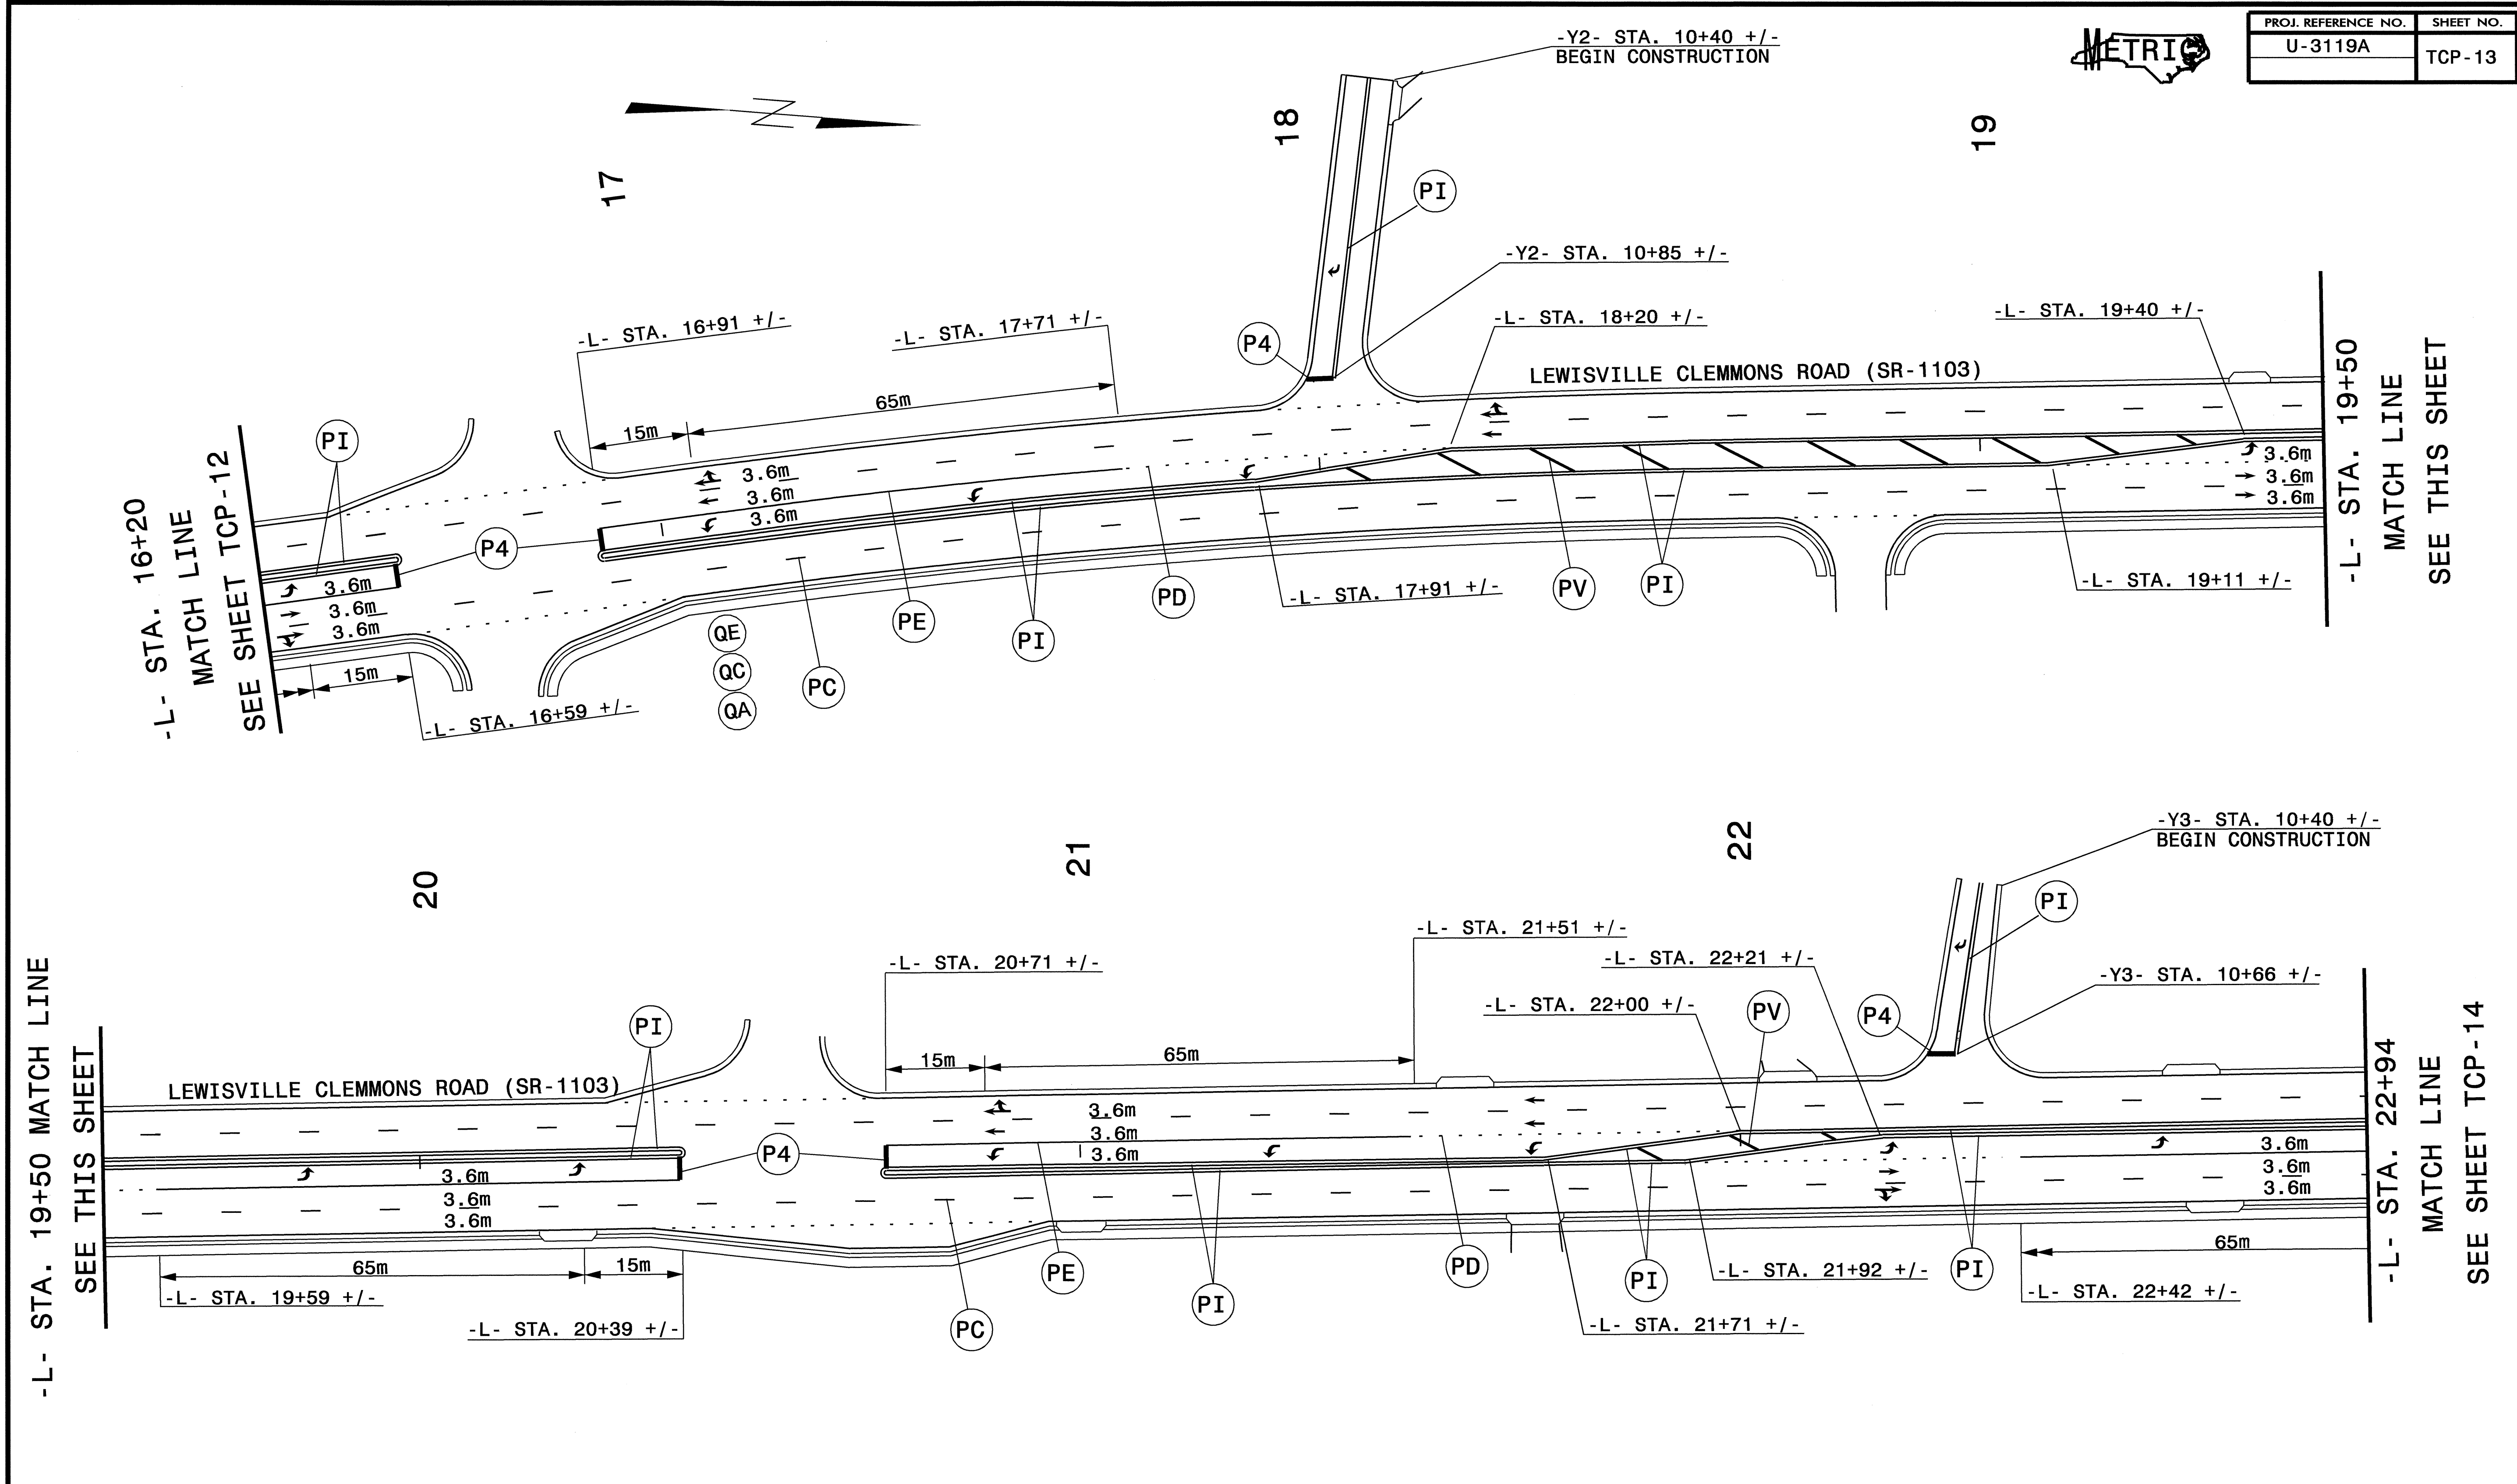 PROJ. REFERENCE NO.
SHEET NO.
U-3119A
TCP-13
METRIC
-Y2- STA. 10+40 +/-
BEGIN CONSTRUCTION
17
18
19
PI
-Y2- STA. 10+85 +/-
-L- STA. 16+91 +/-
-L- STA. 17+71 +/-
-L- STA. 18+20 +/-
-L- STA. 19+40 +/-
P4
LEWISVILLE CLEMMONS ROAD (SR-1103)
65m
15m
PI
3.6m
3.6m
3.6m
3.6m
3.6m
3.6m
3.6m
3.6m
3.6m
P4
-L- STA. 16+20
MATCH LINE
SEE SHEET TCP-12
-L- STA. 19+50
MATCH LINE
SEE THIS SHEET
15m
-L- STA. 16+59 +/-
QE
QC
QA
PC
PE
PI
PD
-L- STA. 17+91 +/-
PV
PI
-L- STA. 19+11 +/-
20
21
22
-Y3- STA. 10+40 +/-
BEGIN CONSTRUCTION
PI
-L- STA. 21+51 +/-
-L- STA. 20+71 +/-
-L- STA. 22+21 +/-
-Y3- STA. 10+66 +/-
-L- STA. 22+00 +/-
PV
P4
PI
15m
65m
LEWISVILLE CLEMMONS ROAD (SR-1103)
-L- STA. 19+50 MATCH LINE
SEE THIS SHEET
P4
3.6m
3.6m
3.6m
3.6m
3.6m
3.6m
3.6m
3.6m
3.6m
-L- STA. 22+94
MATCH LINE
SEE SHEET TCP-14
65m
15m
65m
-L- STA. 19+59 +/-
-L- STA. 20+39 +/-
PC
PE
PI
PD
PI
-L- STA. 21+92 +/-
PI
-L- STA. 22+42 +/-
-L- STA. 21+71 +/-